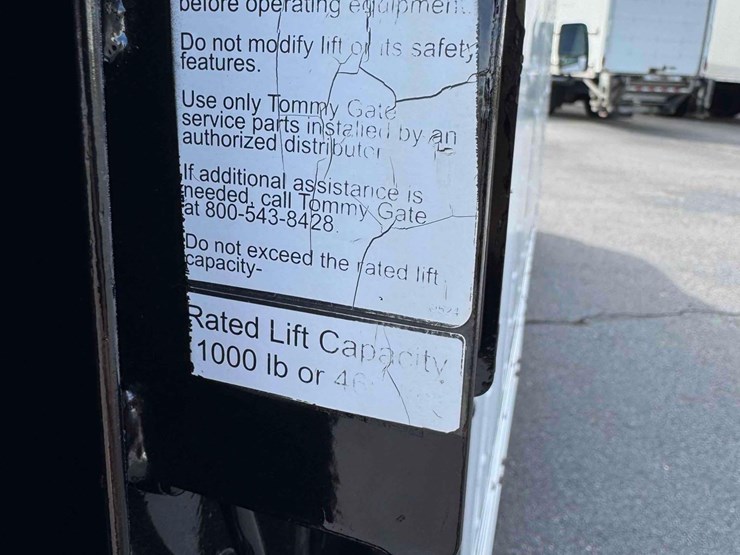 before operating equipment.
Do not modify lift or its safety
features.
Use only Tommy Gate
service parts installed by an
authorized distributor
If additional assistance is
needed, call Tommy Gate
at 800-543-8428
Do not exceed the rated lift
capacity-
Rated Lift Capacity
1000 lb or